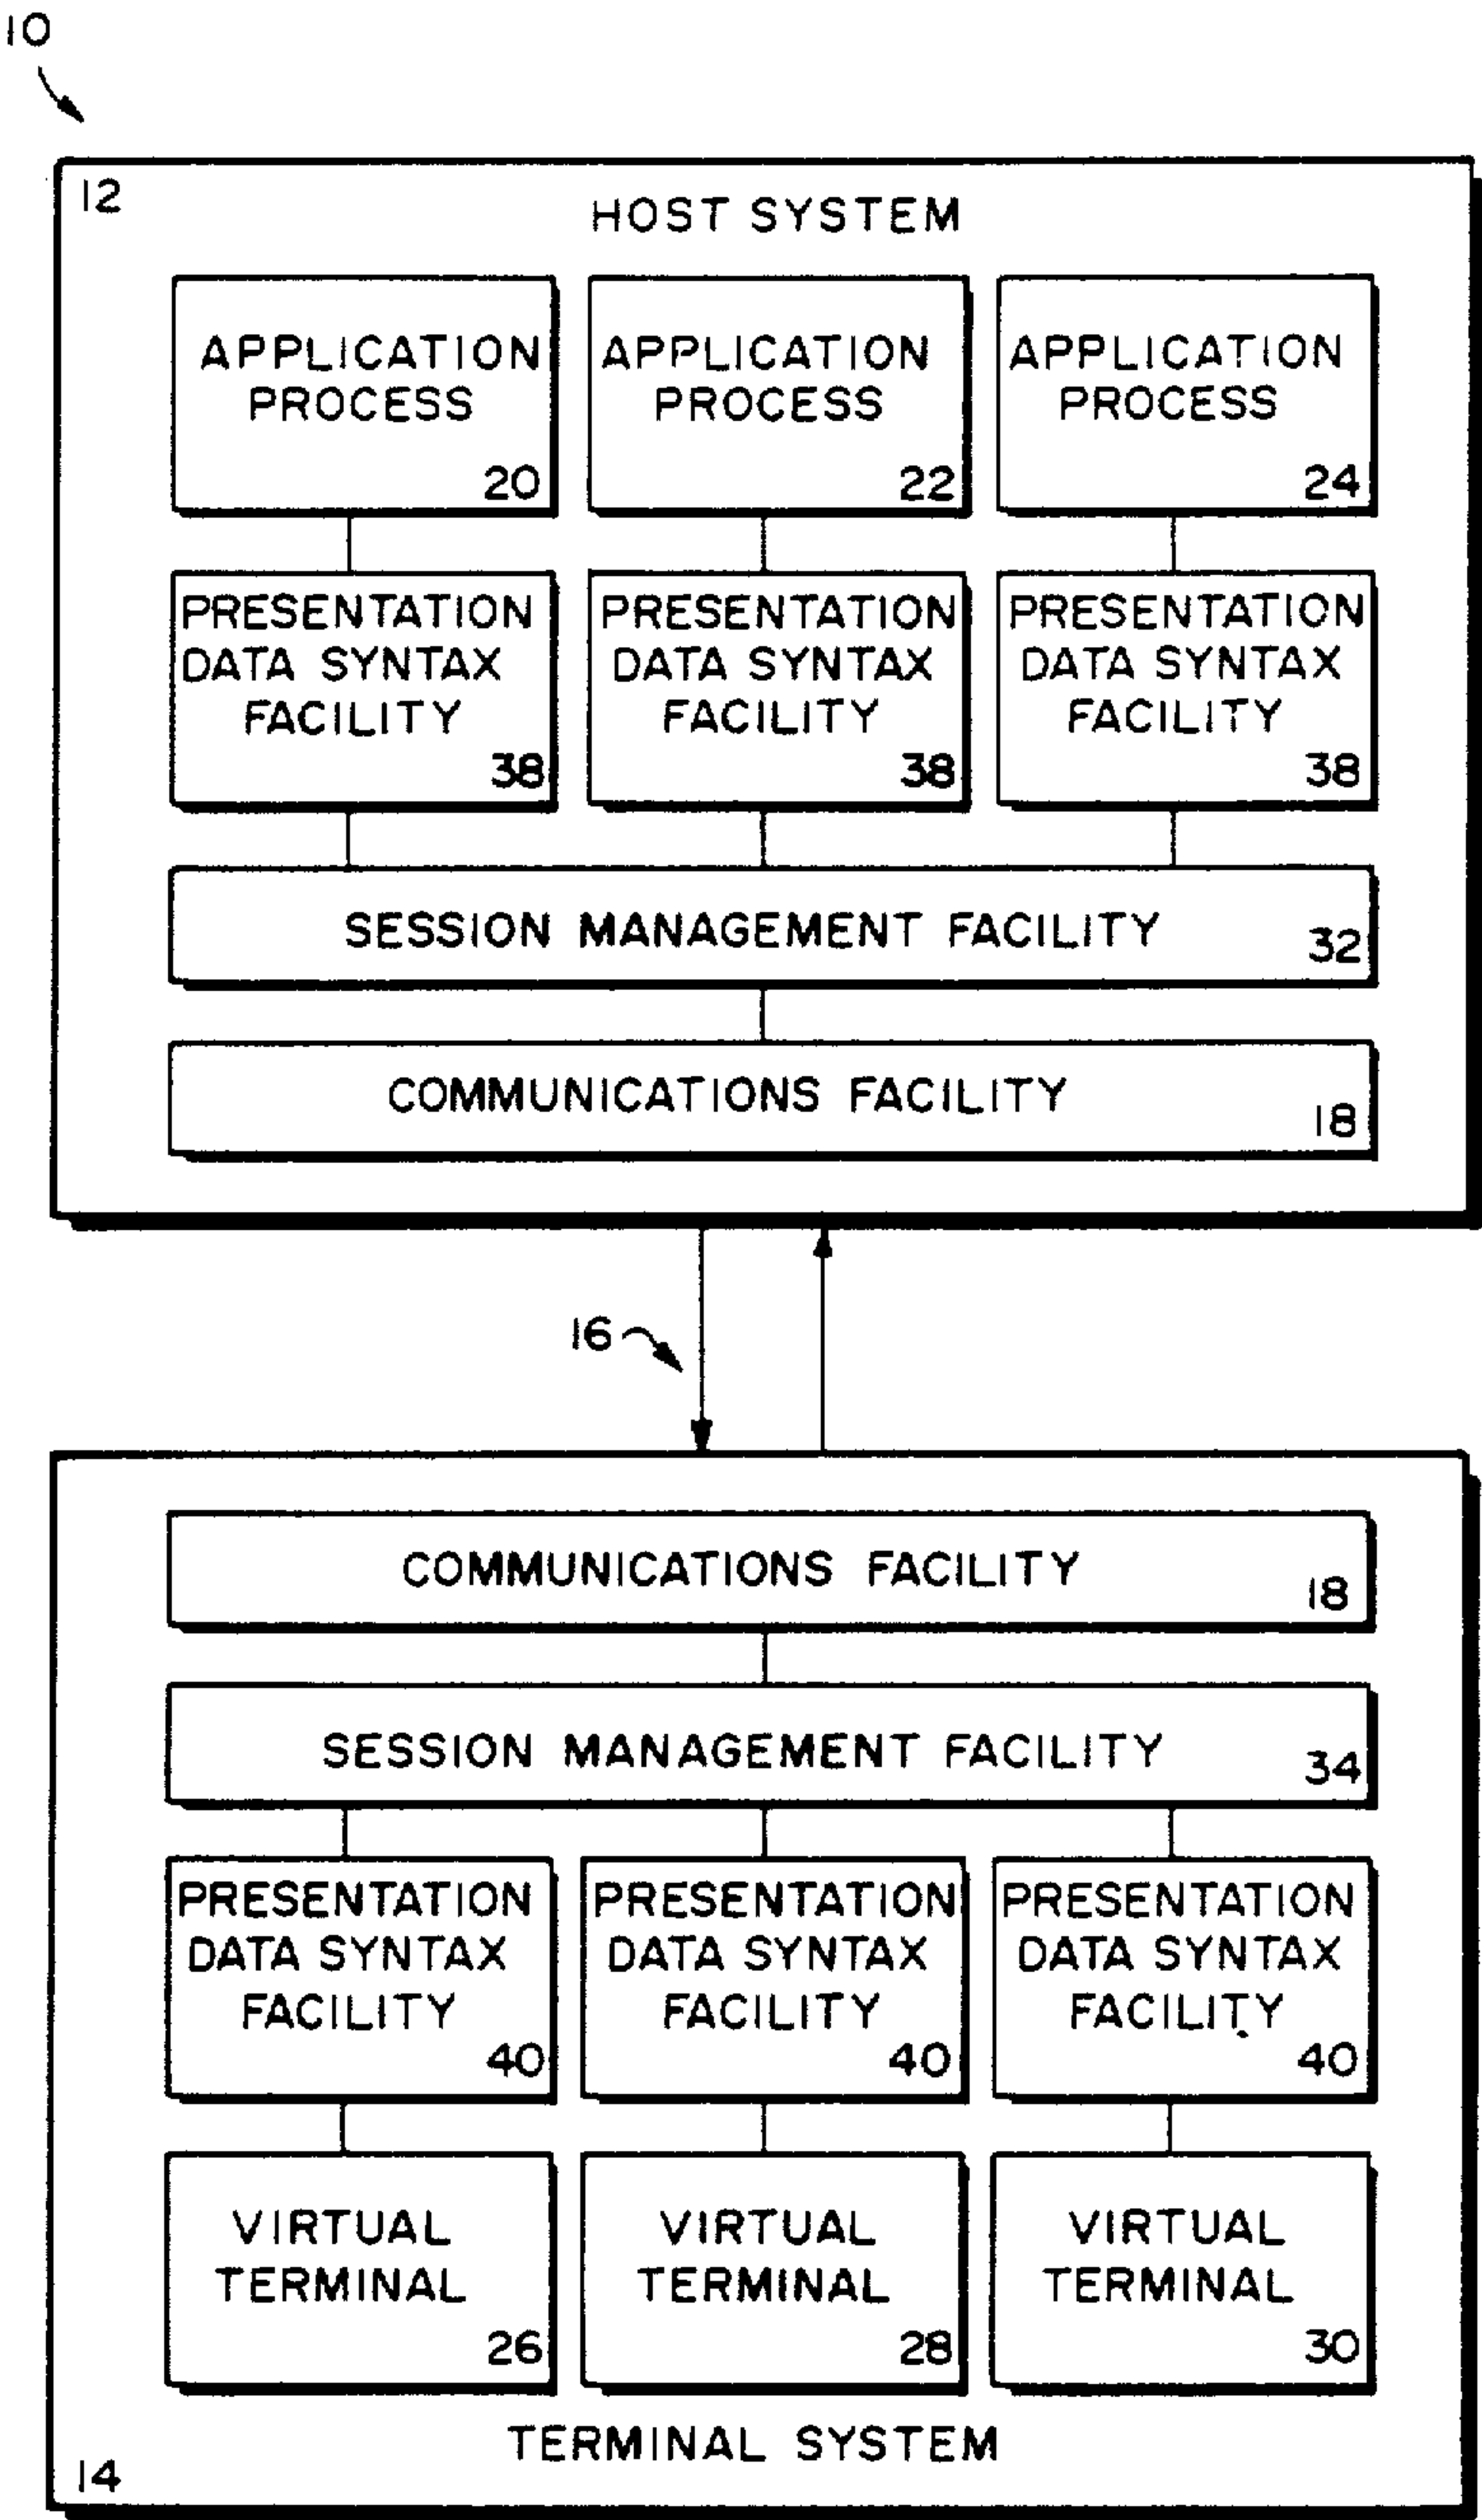 10
12
HOST SYSTEM
APPLICATION
PROCESS
20
APPLICATION
PROCESS
22
APPLICATION
PROCESS
24
PRESENTATION
DATA SYNTAX
FACILITY
38
PRESENTATION
DATA SYNTAX
FACILITY
38
PRESENTATION
DATA SYNTAX
FACILITY
38
SESSION MANAGEMENT FACILITY
32
COMMUNICATIONS FACILITY
18
16
COMMUNICATIONS FACILITY
18
SESSION MANAGEMENT FACILITY
34
PRESENTATION
DATA SYNTAX
FACILITY
40
PRESENTATION
DATA SYNTAX
FACILITY
40
PRESENTATION
DATA SYNTAX
FACILITY
40
VIRTUAL
TERMINAL
26
VIRTUAL
TERMINAL
28
VIRTUAL
TERMINAL
30
TERMINAL SYSTEM
14